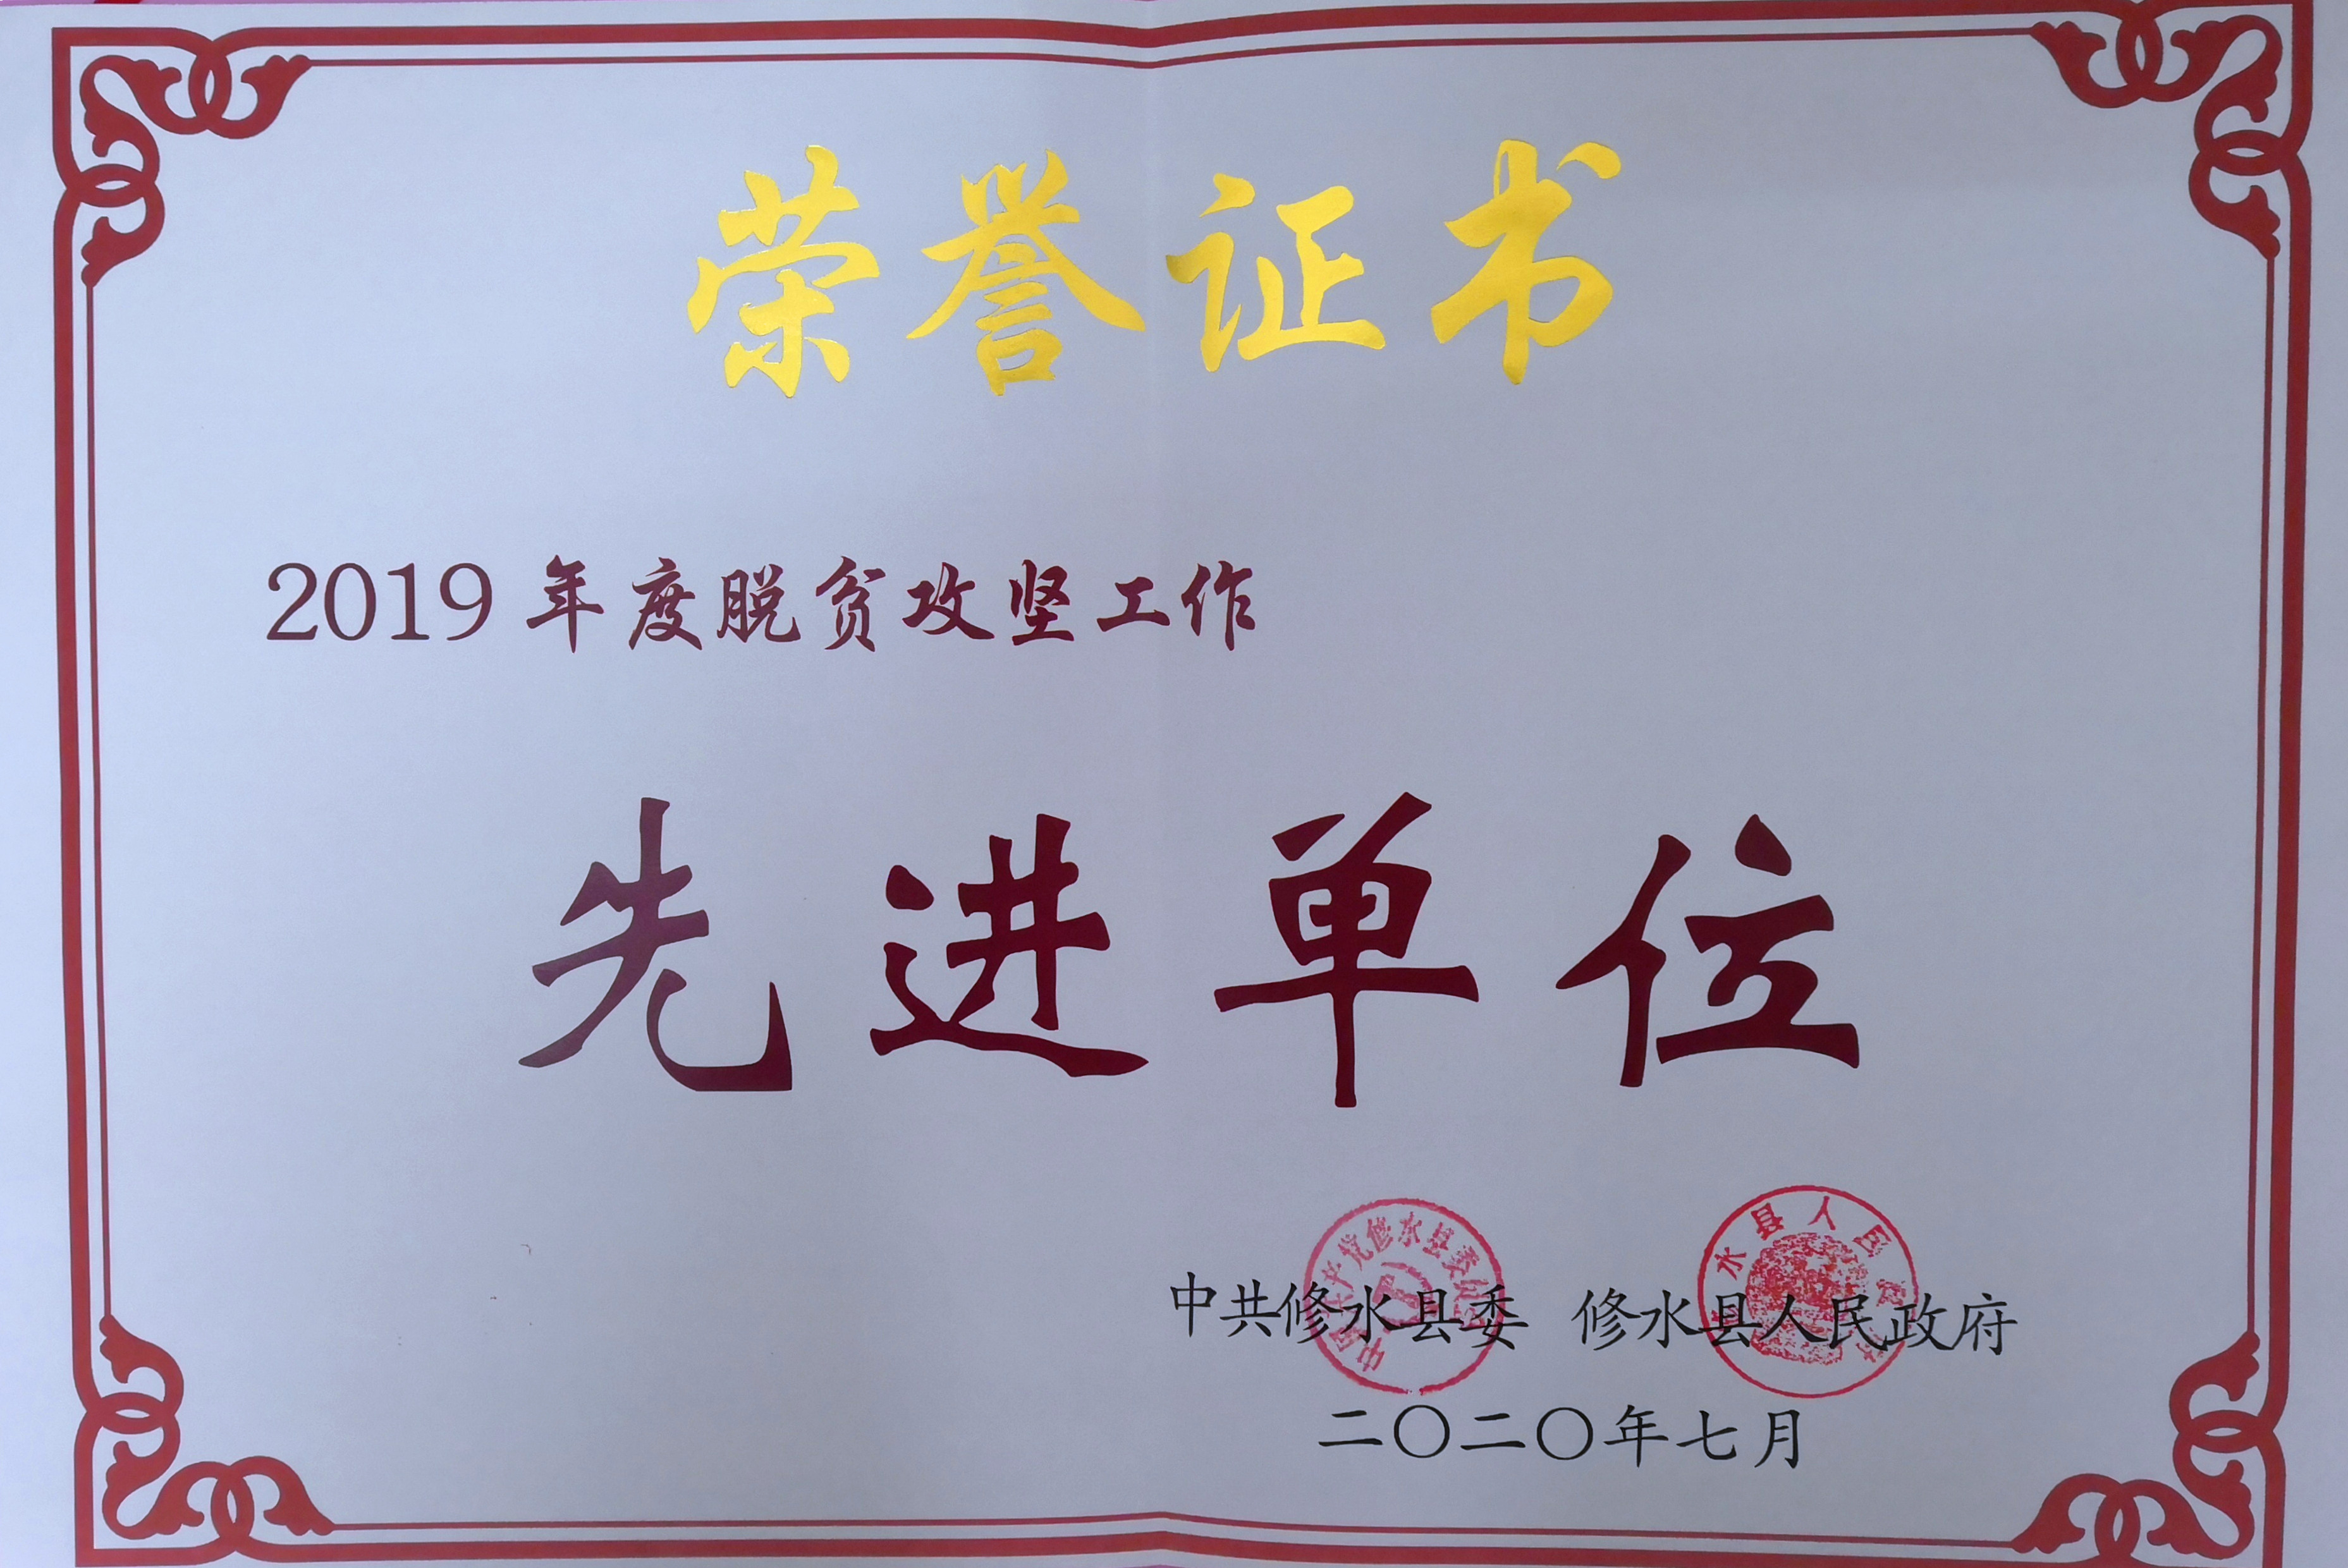 荣誉证书
2019年度脱贫攻坚工作
先进单位
中共修水县委 修水县人民政府
二〇二〇年七月